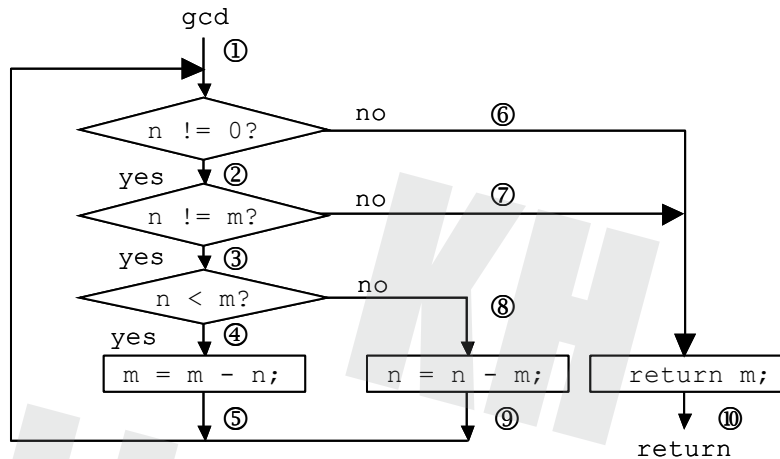 gcd
①
n != 0?
no
⑥
yes
②
n != m?
no
⑦
yes
③
n < m?
no
⑧
yes
④
m = m - n;
n = n - m;
return m;
⑤
⑨
⑩
return
KH